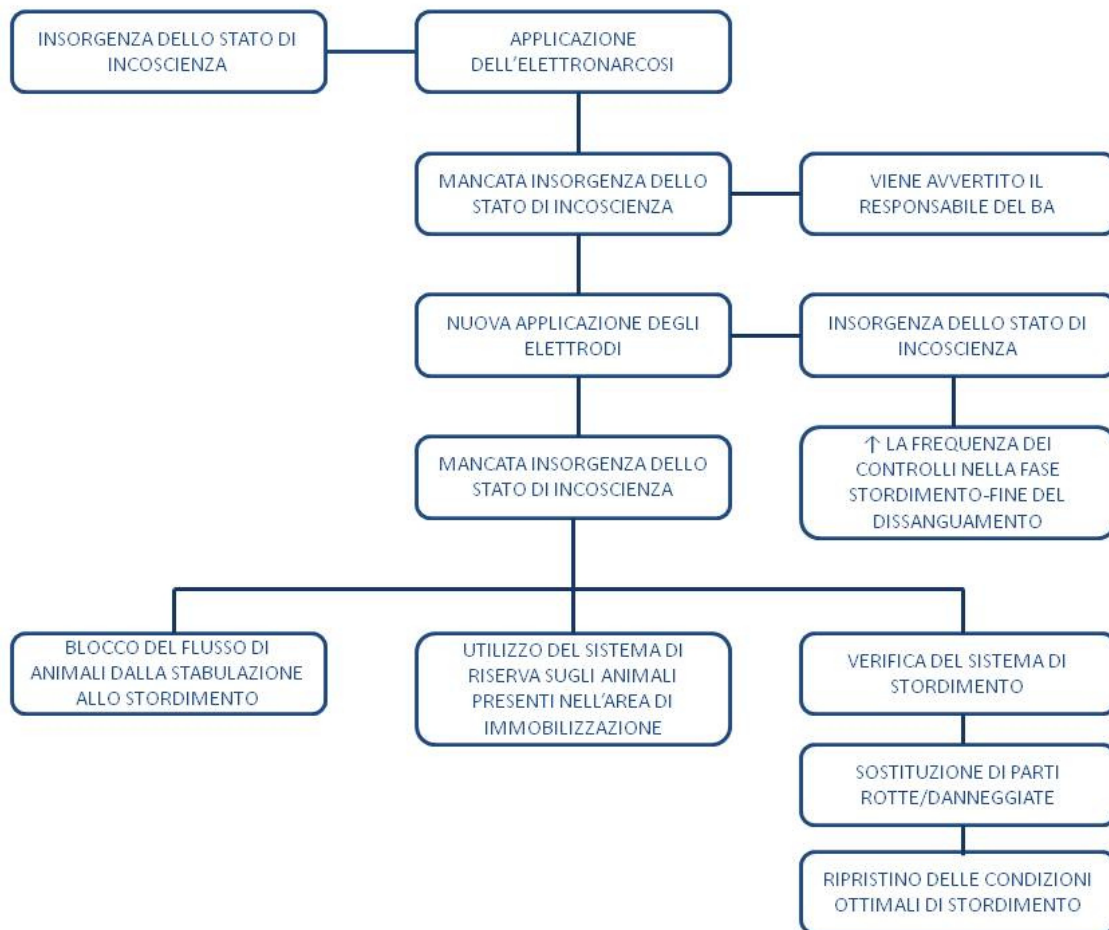 INSORGENZA DELLO STATO DI
INCOSCIENZA
APPLICAZIONE
DELL'ELETTRONARCOSI
MANCATA INSORGENZA DELLO
STATO DI INCOSCIENZA
VIENE AVVERTITO IL
RESPONSABILE DEL BA
NUOVA APPLICAZIONE DEGLI
ELETTRODI
INSORGENZA DELLO STATO DI
INCOSCIENZA
MANCATA INSORGENZA DELLO
STATO DI INCOSCIENZA
↑ LA FREQUENZA DEI
CONTROLLI NELLA FASE
STORDIMENTO-FINE DEL
DISSANGUAMENTO
BLOCCO DEL FLUSSO DI
ANIMALI DALLA STABULAZIONE
ALLO STORDIMENTO
UTILIZZO DEL SISTEMA DI
RISERVA SUGLI ANIMALI
PRESENTI NELL'AREA DI
IMMOBILIZZAZIONE
VERIFICA DEL SISTEMA DI
STORDIMENTO
SOSTITUZIONE DI PARTI
ROTTE/DANNEGGIATE
RIPRISTINO DELLE CONDIZIONI
OTTIMALI DI STORDIMENTO